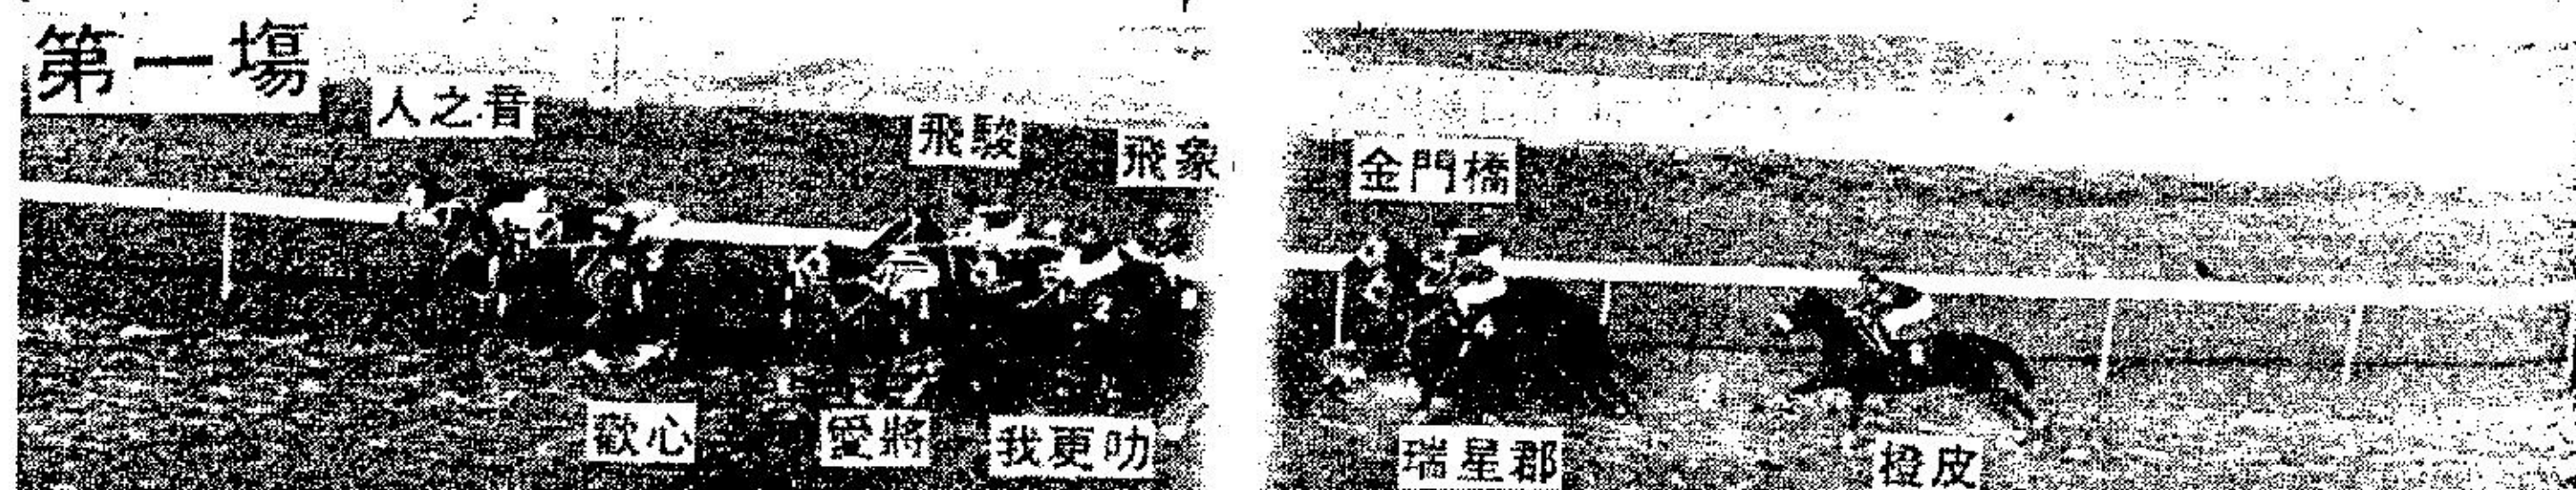 第一場
人之音
飛駿
飛象
金門橋
歡心
愛將
我更叻
瑞星郡
橙皮